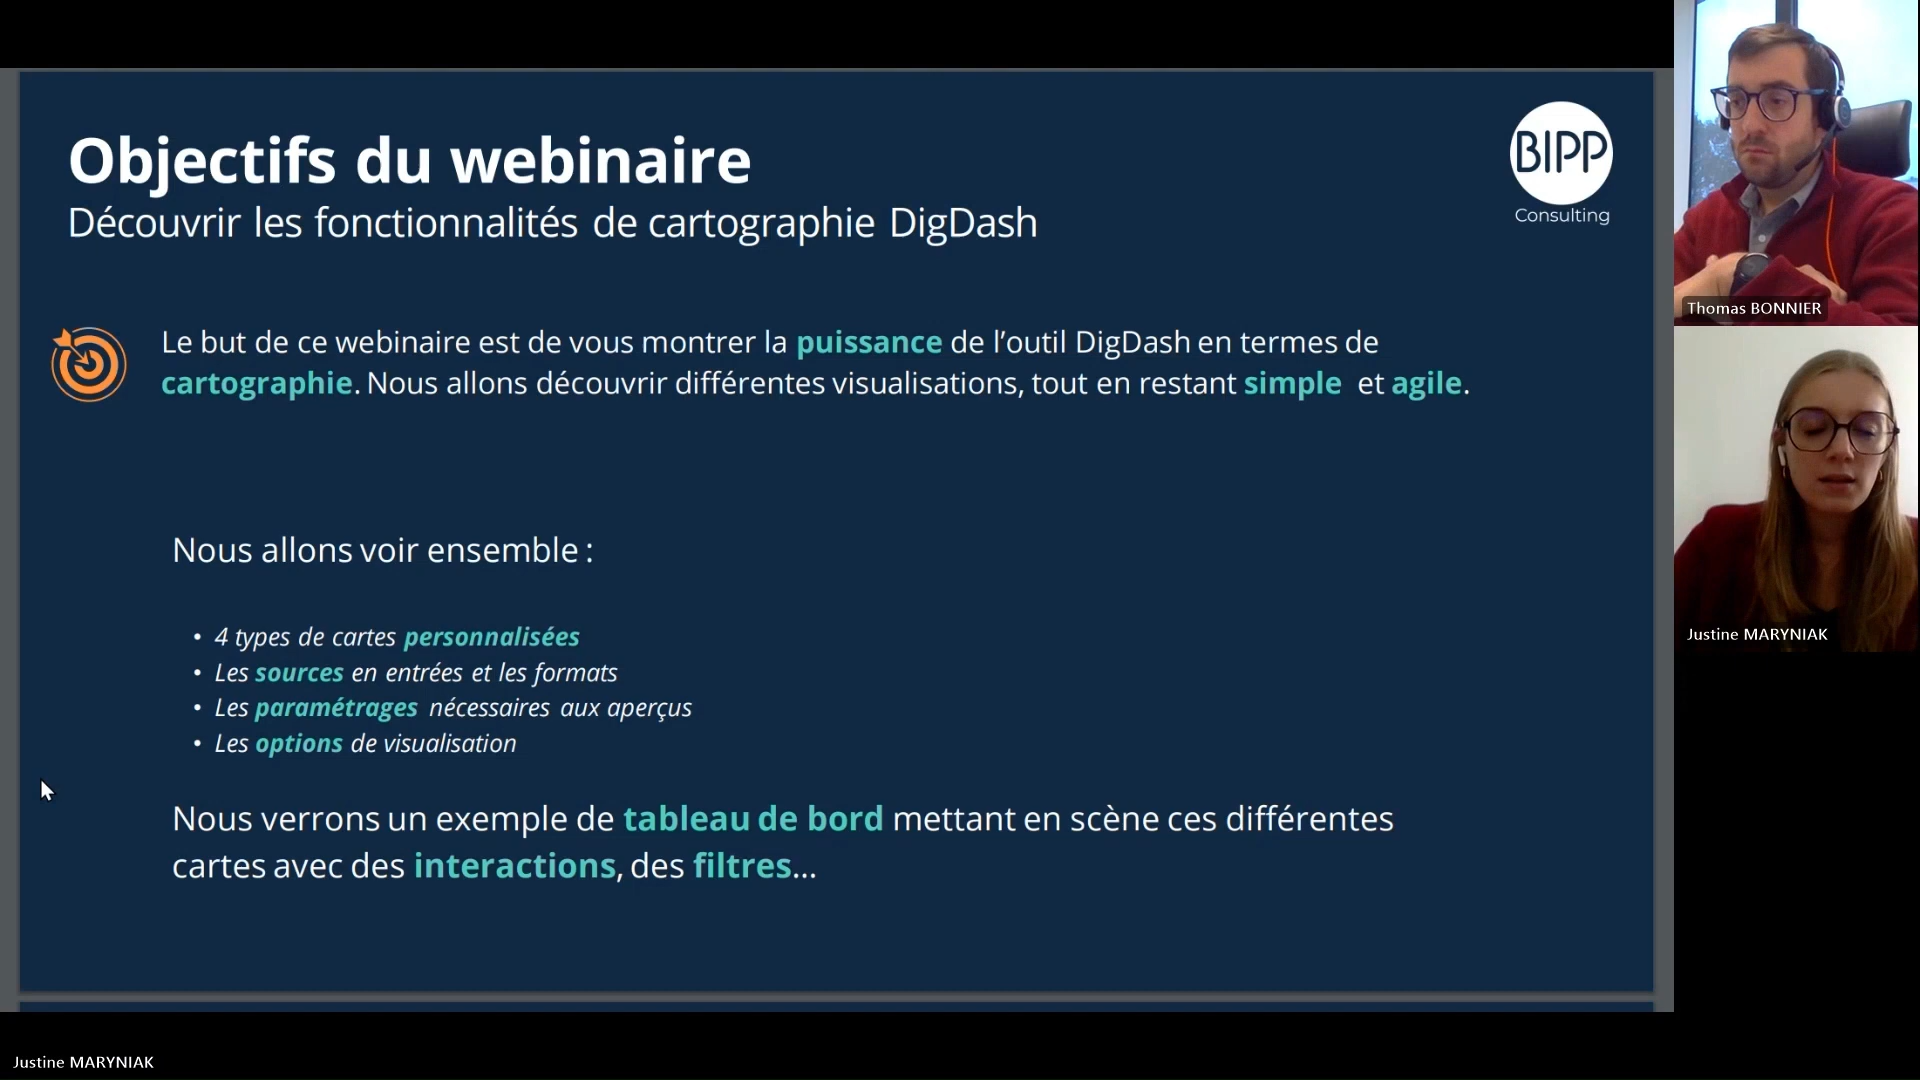 Objectifs du webinaire
Découvrir les fonctionnalités de cartographie DigDash
BIPP
Consulting
Le but de ce webinaire est de vous montrer la puissance de l’outil DigDash en termes de
cartographie. Nous allons découvrir différentes visualisations, tout en restant simple et agile.
Nous allons voir ensemble :
• 4 types de cartes personnalisées
• Les sources en entrées et les formats
• Les paramétrages nécessaires aux aperçus
• Les options de visualisation
Nous verrons un exemple de tableau de bord mettant en scène ces différentes
cartes avec des interactions, des filtres...
Thomas BONNIER
Justine MARYNIAK
Justine MARYNIAK